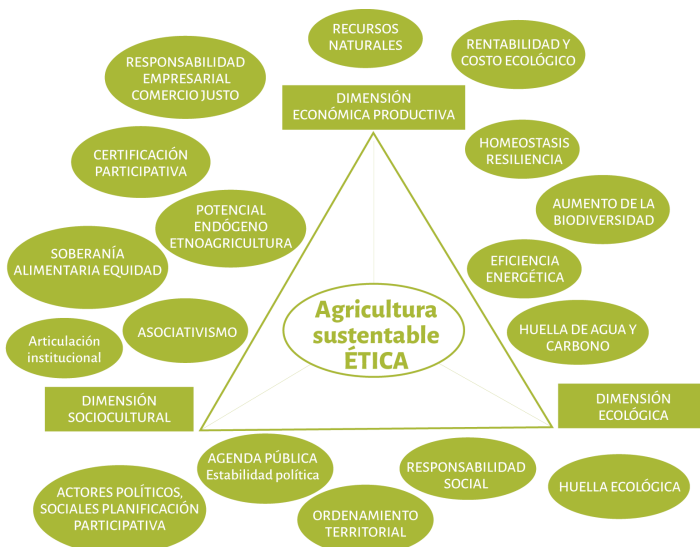 RECURSOS
NATURALES
RENTABILIDAD Y
COSTO ECOLÓGICO
RESPONSABILIDAD
EMPRESARIAL
COMERCIO JUSTO
DIMENSIÓN
ECONÓMICA PRODUCTIVA
HOMEOSTASIS
RESILIENCIA
CERTIFICACIÓN
PARTICIPATIVA
AUMENTO DE LA
BIODIVERSIDAD
POTENCIAL
ENDÓGENO
ETNOAGRICULTURA
SOBERANÍA
ALIMENTARIA EQUIDAD
EFICIENCIA
ENERGÉTICA
Agricultura
sustentable
ÉTICA
ASOCIATIVISMO
HUELLA DE AGUA Y
CARBONO
Articulación
institucional
DIMENSIÓN
SOCIOCULTURAL
DIMENSIÓN
ECOLÓGICA
AGENDA PÚBLICA
Estabilidad política
RESPONSABILIDAD
SOCIAL
HUELLA ECOLÓGICA
ACTORES POLÍTICOS,
SOCIALES PLANIFICACIÓN
PARTICIPATIVA
ORDENAMIENTO
TERRITORIAL